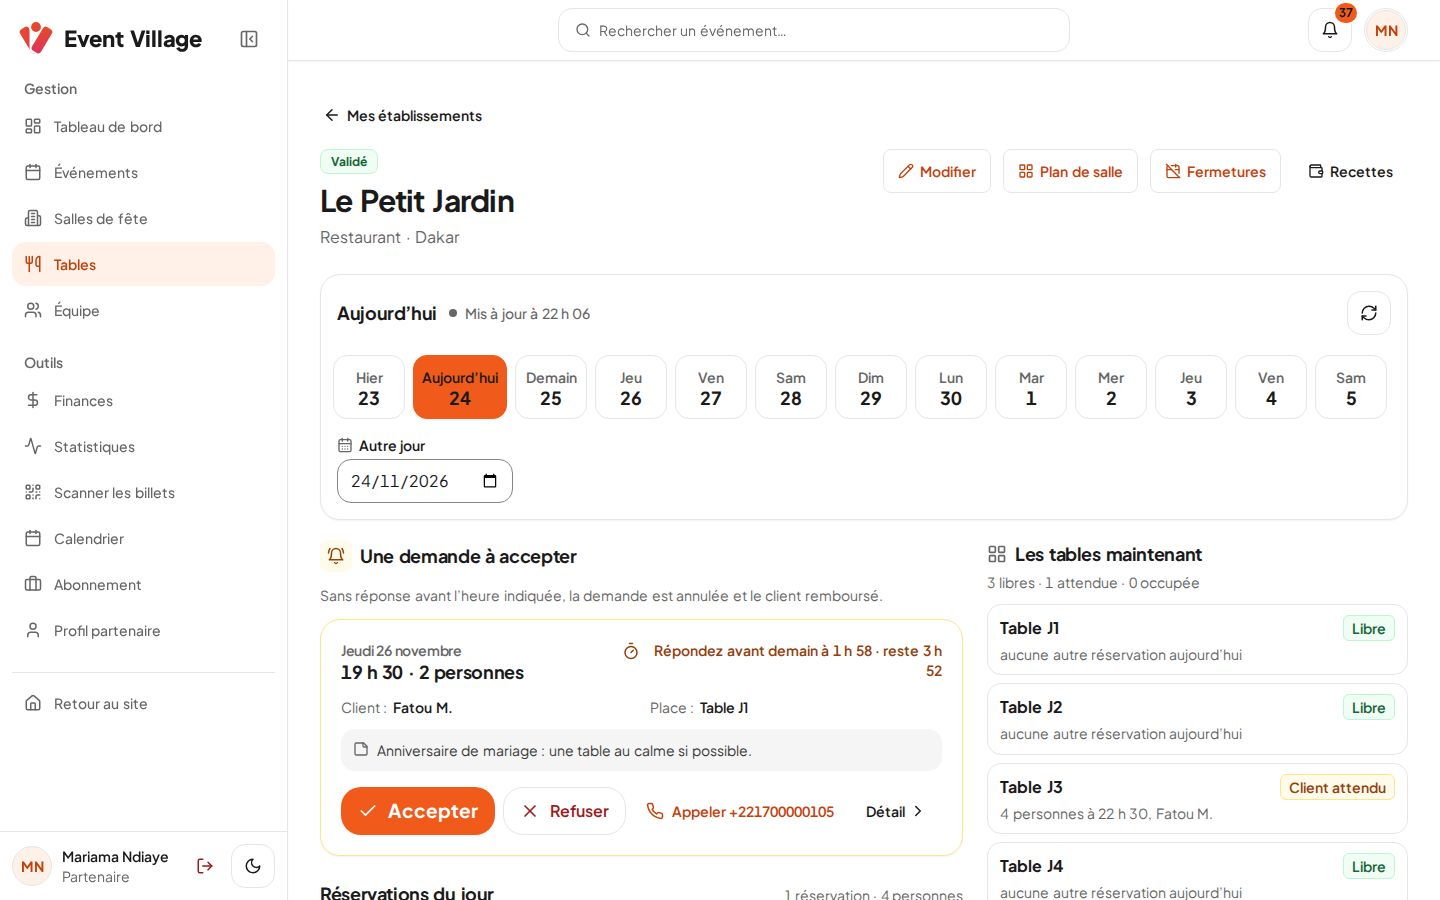 Event Village
Rechercher un événement…
37
MN
Gestion
Tableau de bord
Événements
Salles de fête
Tables
Équipe
Outils
Finances
Statistiques
Scanner les billets
Calendrier
Abonnement
Profil partenaire
Retour au site
MN
Mariama Ndiaye
Partenaire
Mes établissements
Validé
Le Petit Jardin
Restaurant · Dakar
Modifier
Plan de salle
Fermetures
Recettes
Aujourd’hui
Mis à jour à 22 h 06
Hier
23
Aujourd’hui
24
Demain
25
Jeu
26
Ven
27
Sam
28
Dim
29
Lun
30
Mar
1
Mer
2
Jeu
3
Ven
4
Sam
5
Autre jour
24/11/2026
Une demande à accepter
Sans réponse avant l’heure indiquée, la demande est annulée et le client remboursé.
Jeudi 26 novembre
19 h 30 · 2 personnes
Répondez avant demain à 1 h 58 · reste 3 h
52
Client : Fatou M.
Place : Table J1
Anniversaire de mariage : une table au calme si possible.
Accepter
Refuser
Appeler +221700000105
Détail
Réservations du jour
1 réservation · 4 personnes
Les tables maintenant
3 libres · 1 attendue · 0 occupée
Table J1
Libre
aucune autre réservation aujourd’hui
Table J2
Libre
aucune autre réservation aujourd’hui
Table J3
Client attendu
4 personnes à 22 h 30, Fatou M.
Table J4
Libre
aucune autre réservation aujourd’hui